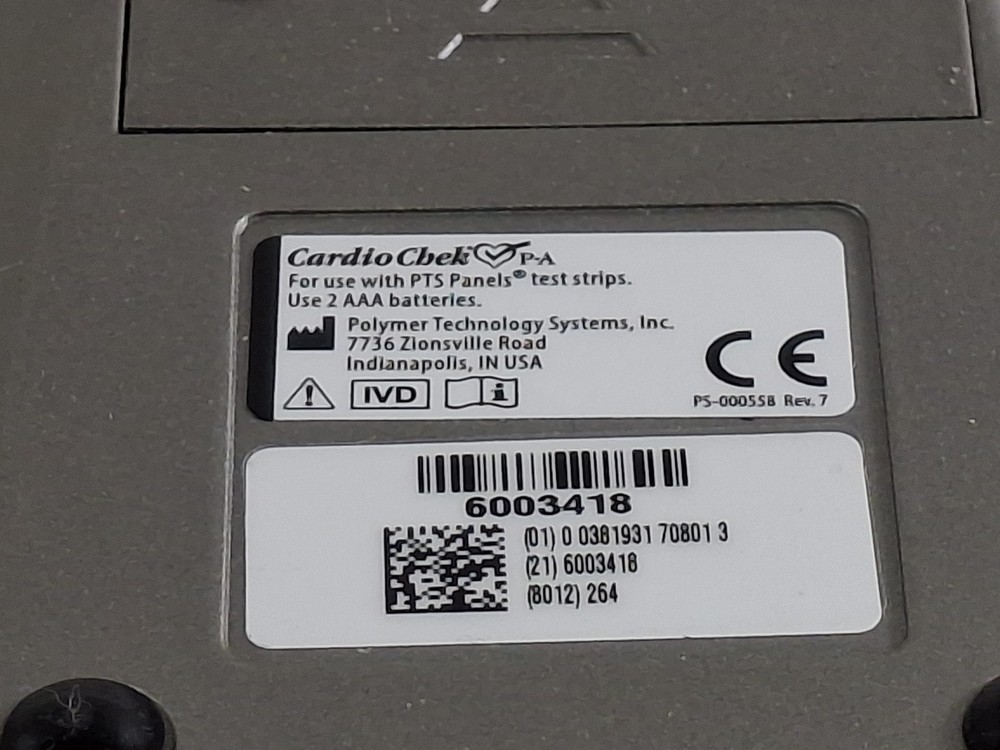 CardioChek P·A
For use with PTS Panels® test strips.
Use 2 AAA batteries.
Polymer Technology Systems, Inc.
7736 Zionsville Road
Indianapolis, IN USA
IVD i
CE
PS-000558 Rev. 7
6003418
(01) 0 0381931 70801 3
(21) 6003418
(8012) 264